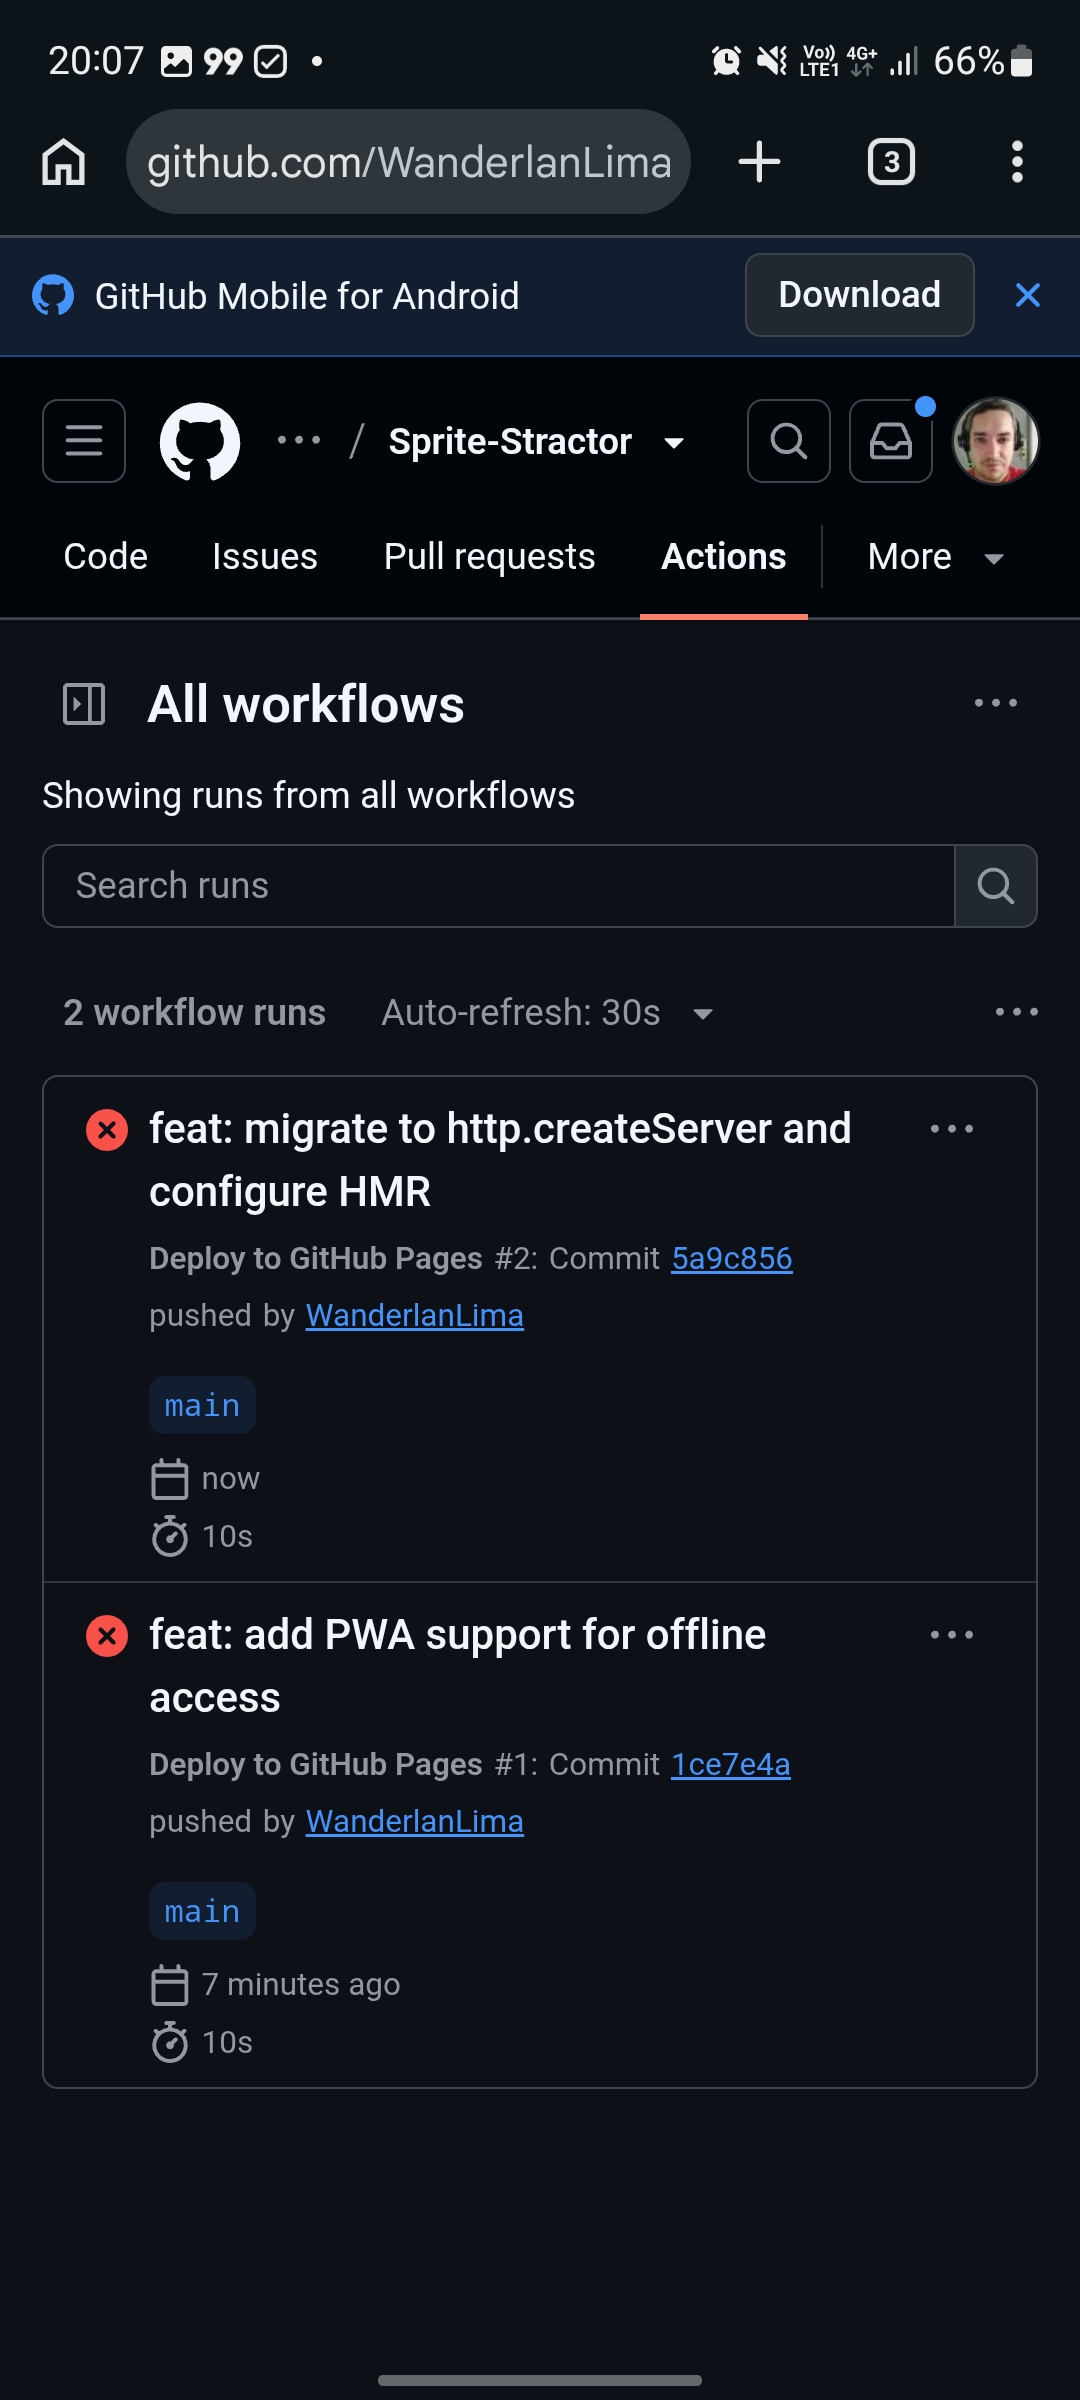 20:07 99 Vo)) LTE1 4G+ 66%
github.com/WanderlanLima 3
GitHub Mobile for Android Download
/ Sprite-Stractor
Code Issues Pull requests Actions More
All workflows
Showing runs from all workflows
Search runs
2 workflow runs Auto-refresh: 30s
feat: migrate to http.createServer and
configure HMR
Deploy to GitHub Pages #2: Commit 5a9c856
pushed by WanderlanLima
main
now
10s
feat: add PWA support for offline
access
Deploy to GitHub Pages #1: Commit 1ce7e4a
pushed by WanderlanLima
main
7 minutes ago
10s